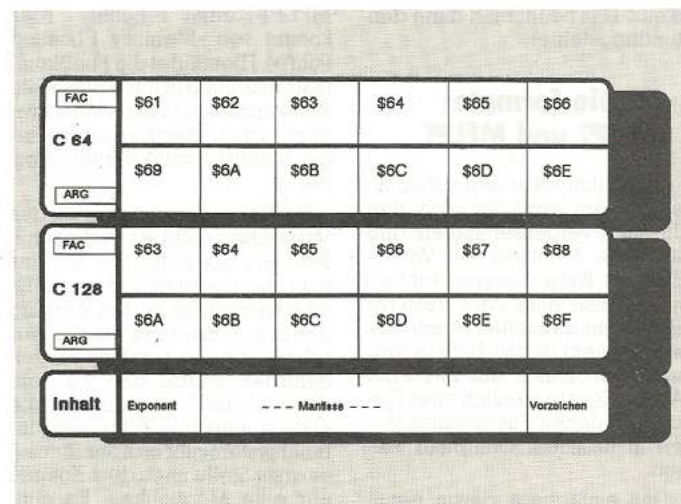 FAC $61 $62 $63 $64 $65 $66
C 64
ARG $69 $6A $6B $6C $6D $6E
FAC $63 $64 $65 $66 $67 $68
C 128
ARG $6A $6B $6C $6D $6E $6F
Inhalt Exponent --- Mantisse --- Vorzeichen